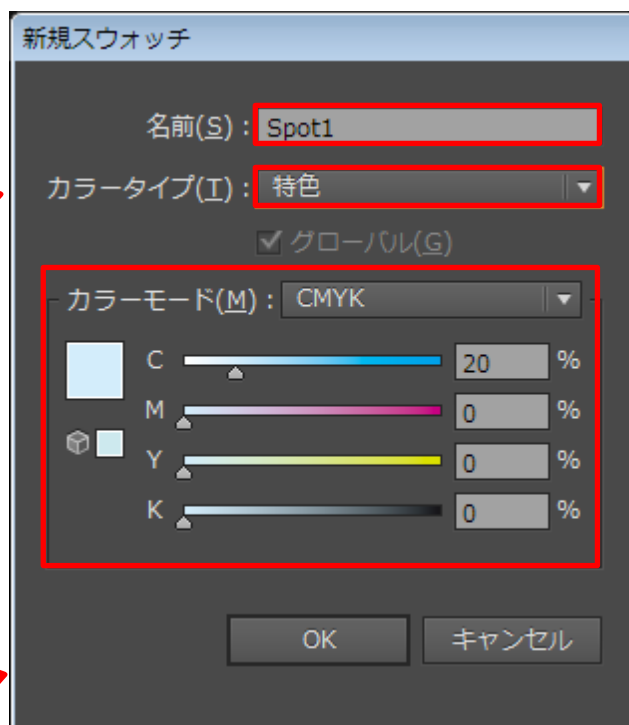 新規スウォッチ
名前(S) : Spot1
カラータイプ(T) : 特色
グローバル(G)
カラーモード(M) : CMYK
C 20 %
M 0 %
Y 0 %
K 0 %
OK キャンセル